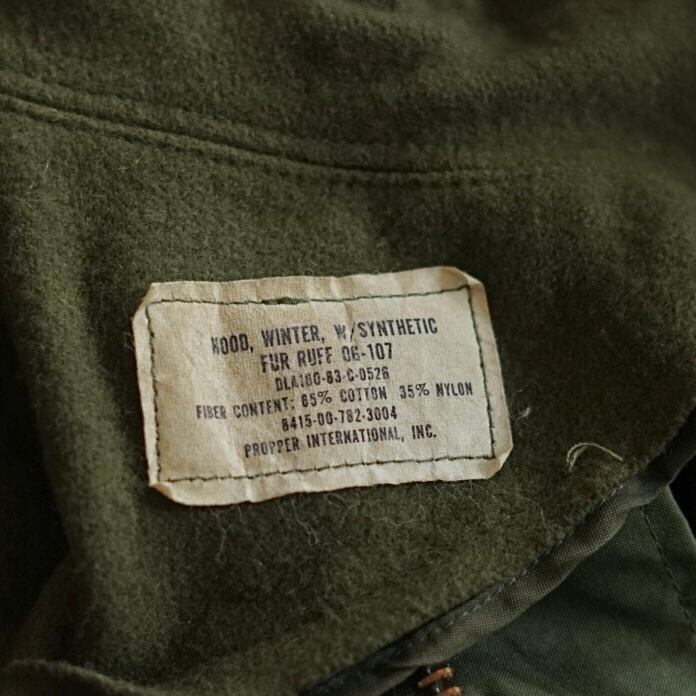 HOOD, WINTER, W/SYNTHETIC
FUR RUFF OG-107
DLA100-83-C-0526
FIBER CONTENT: 65% COTTON 35% NYLON
8415-00-782-3004
PROPPER INTERNATIONAL, INC.